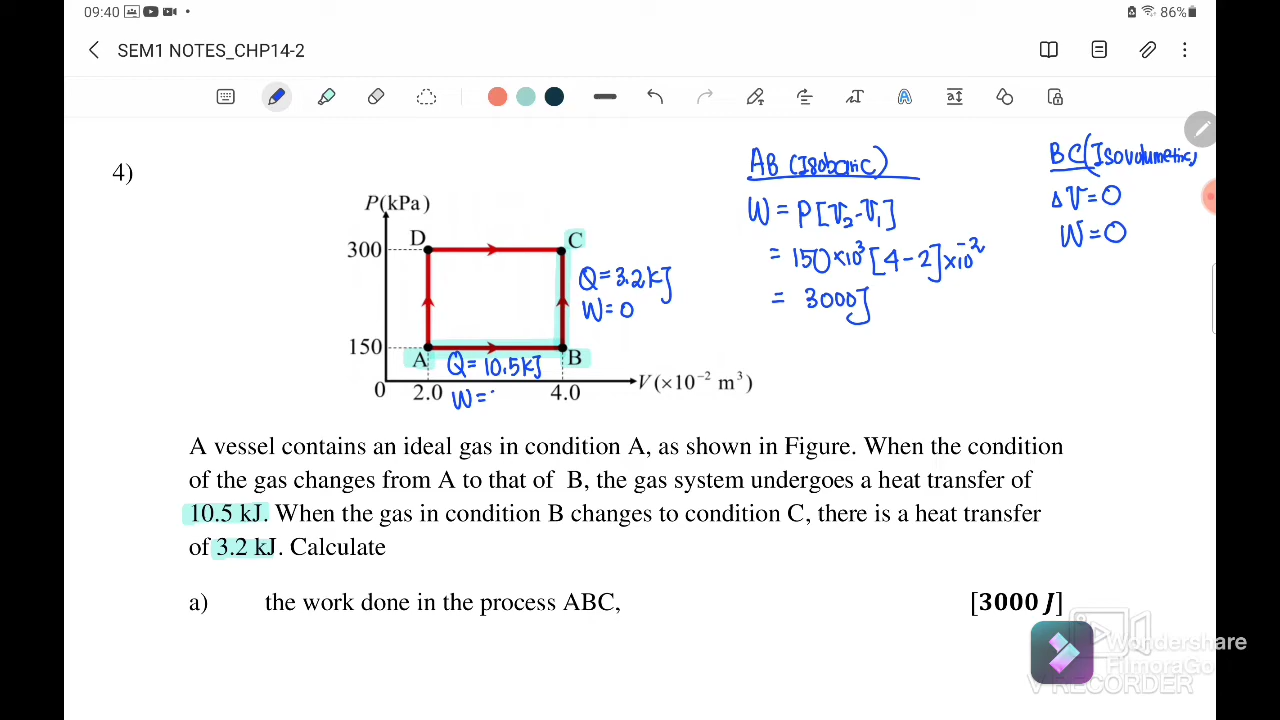 09:40
86%
SEM1 NOTES_CHP14-2
4)
P(kPa)
300
150
0
2.0
4.0
V(×10⁻² m³)
D
C
A
B
Q=3.2kJ
W=0
Q=10.5kJ
W=
AB (Isobaric)
W = P[V₂-V₁]
= 150×10³[4-2]×10⁻²
= 3000J
BC(Isovolumetric)
ΔV=0
W=0
A vessel contains an ideal gas in condition A, as shown in Figure. When the condition
of the gas changes from A to that of B, the gas system undergoes a heat transfer of
10.5 kJ. When the gas in condition B changes to condition C, there is a heat transfer
of 3.2 kJ. Calculate
a) the work done in the process ABC, [3000 J]
Wondershare
FilmoraGo
V RECORDER